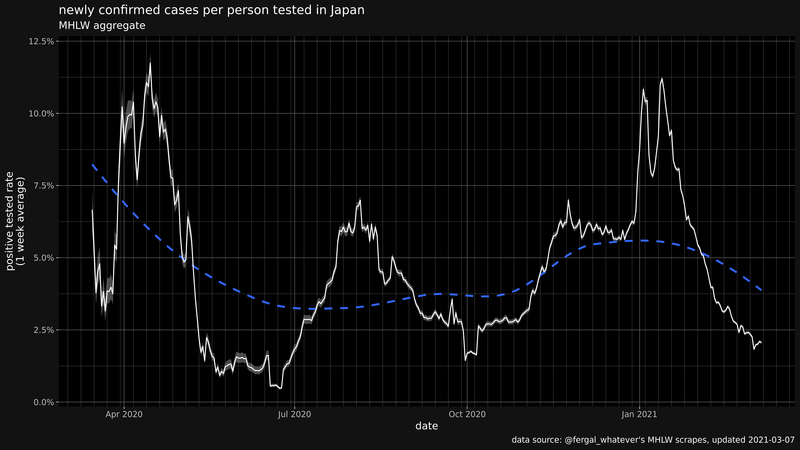 newly confirmed cases per person tested in Japan
MHLW aggregate
12.5%
10.0%
7.5%
5.0%
2.5%
0.0%
positive tested rate
(1 week average)
Apr 2020
Jul 2020
Oct 2020
Jan 2021
date
data source: @fergal_whatever's MHLW scrapes, updated 2021-03-07